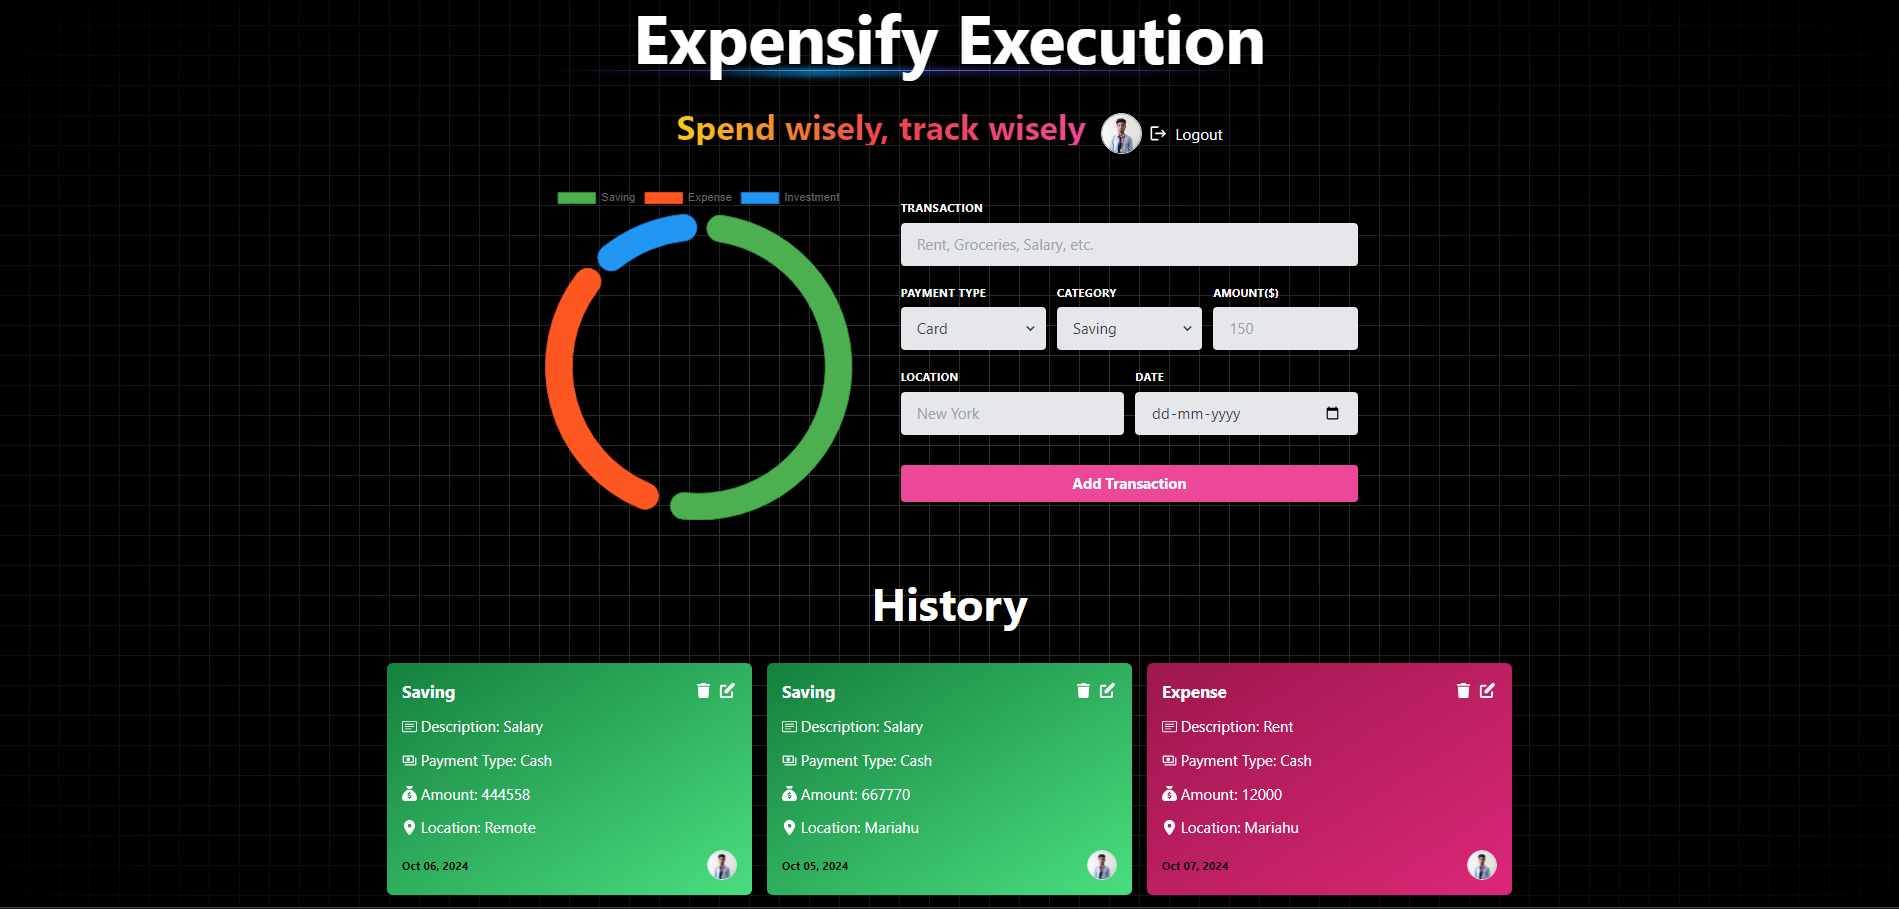 Expensify Execution
Spend wisely, track wisely
Logout
Saving Expense Investment
TRANSACTION
Rent, Groceries, Salary, etc.
PAYMENT TYPE CATEGORY AMOUNT($)
Card Saving 150
LOCATION DATE
New York dd-mm-yyyy
Add Transaction
History
Saving
Description: Salary
Payment Type: Cash
Amount: 444558
Location: Remote
Oct 06, 2024
Saving
Description: Salary
Payment Type: Cash
Amount: 667770
Location: Mariahu
Oct 05, 2024
Expense
Description: Rent
Payment Type: Cash
Amount: 12000
Location: Mariahu
Oct 07, 2024